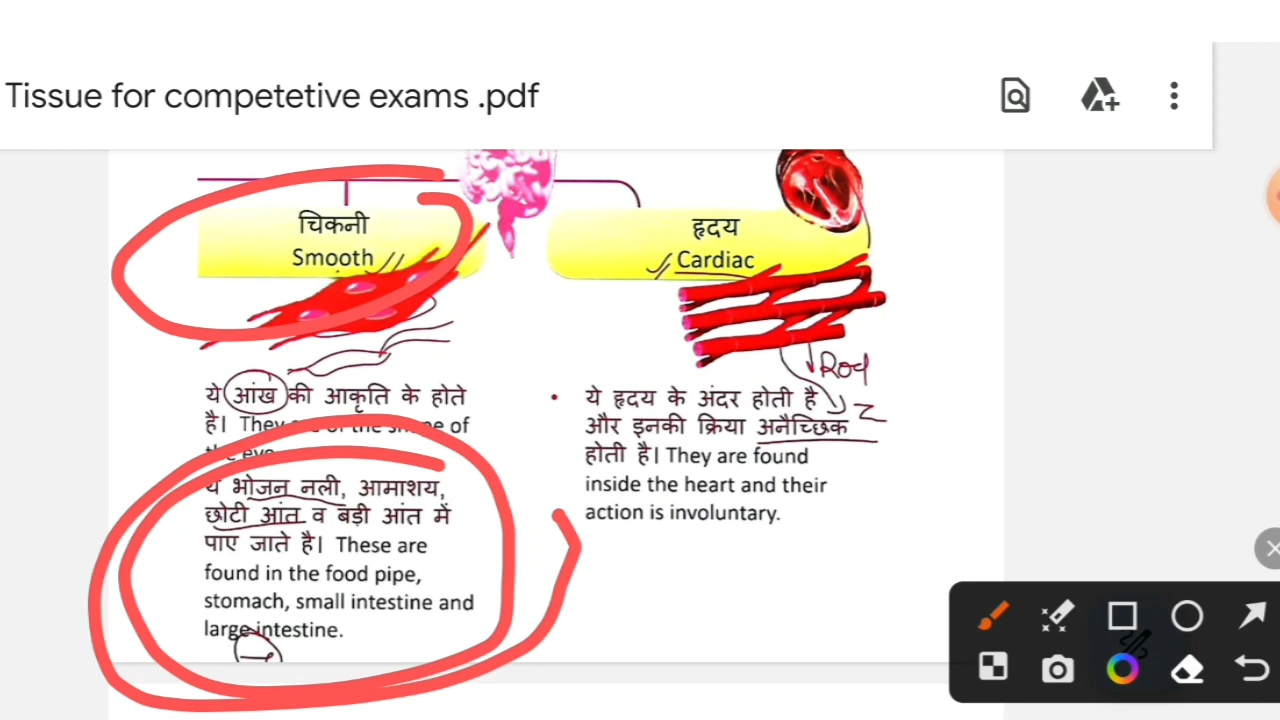 Tissue for competetive exams .pdf
चिकनी
Smooth
हृदय
Cardiac
ये आंख की आकृति के होते
है। They are of the shape of
the eye
ये भोजन नली, आमाशय,
छोटी आंत व बड़ी आंत में
पाए जाते है। These are
found in the food pipe,
stomach, small intestine and
large intestine.
Rod
• ये हृदय के अंदर होती है
और इनकी क्रिया अनैच्छिक
होती है। They are found
inside the heart and their
action is involuntary.